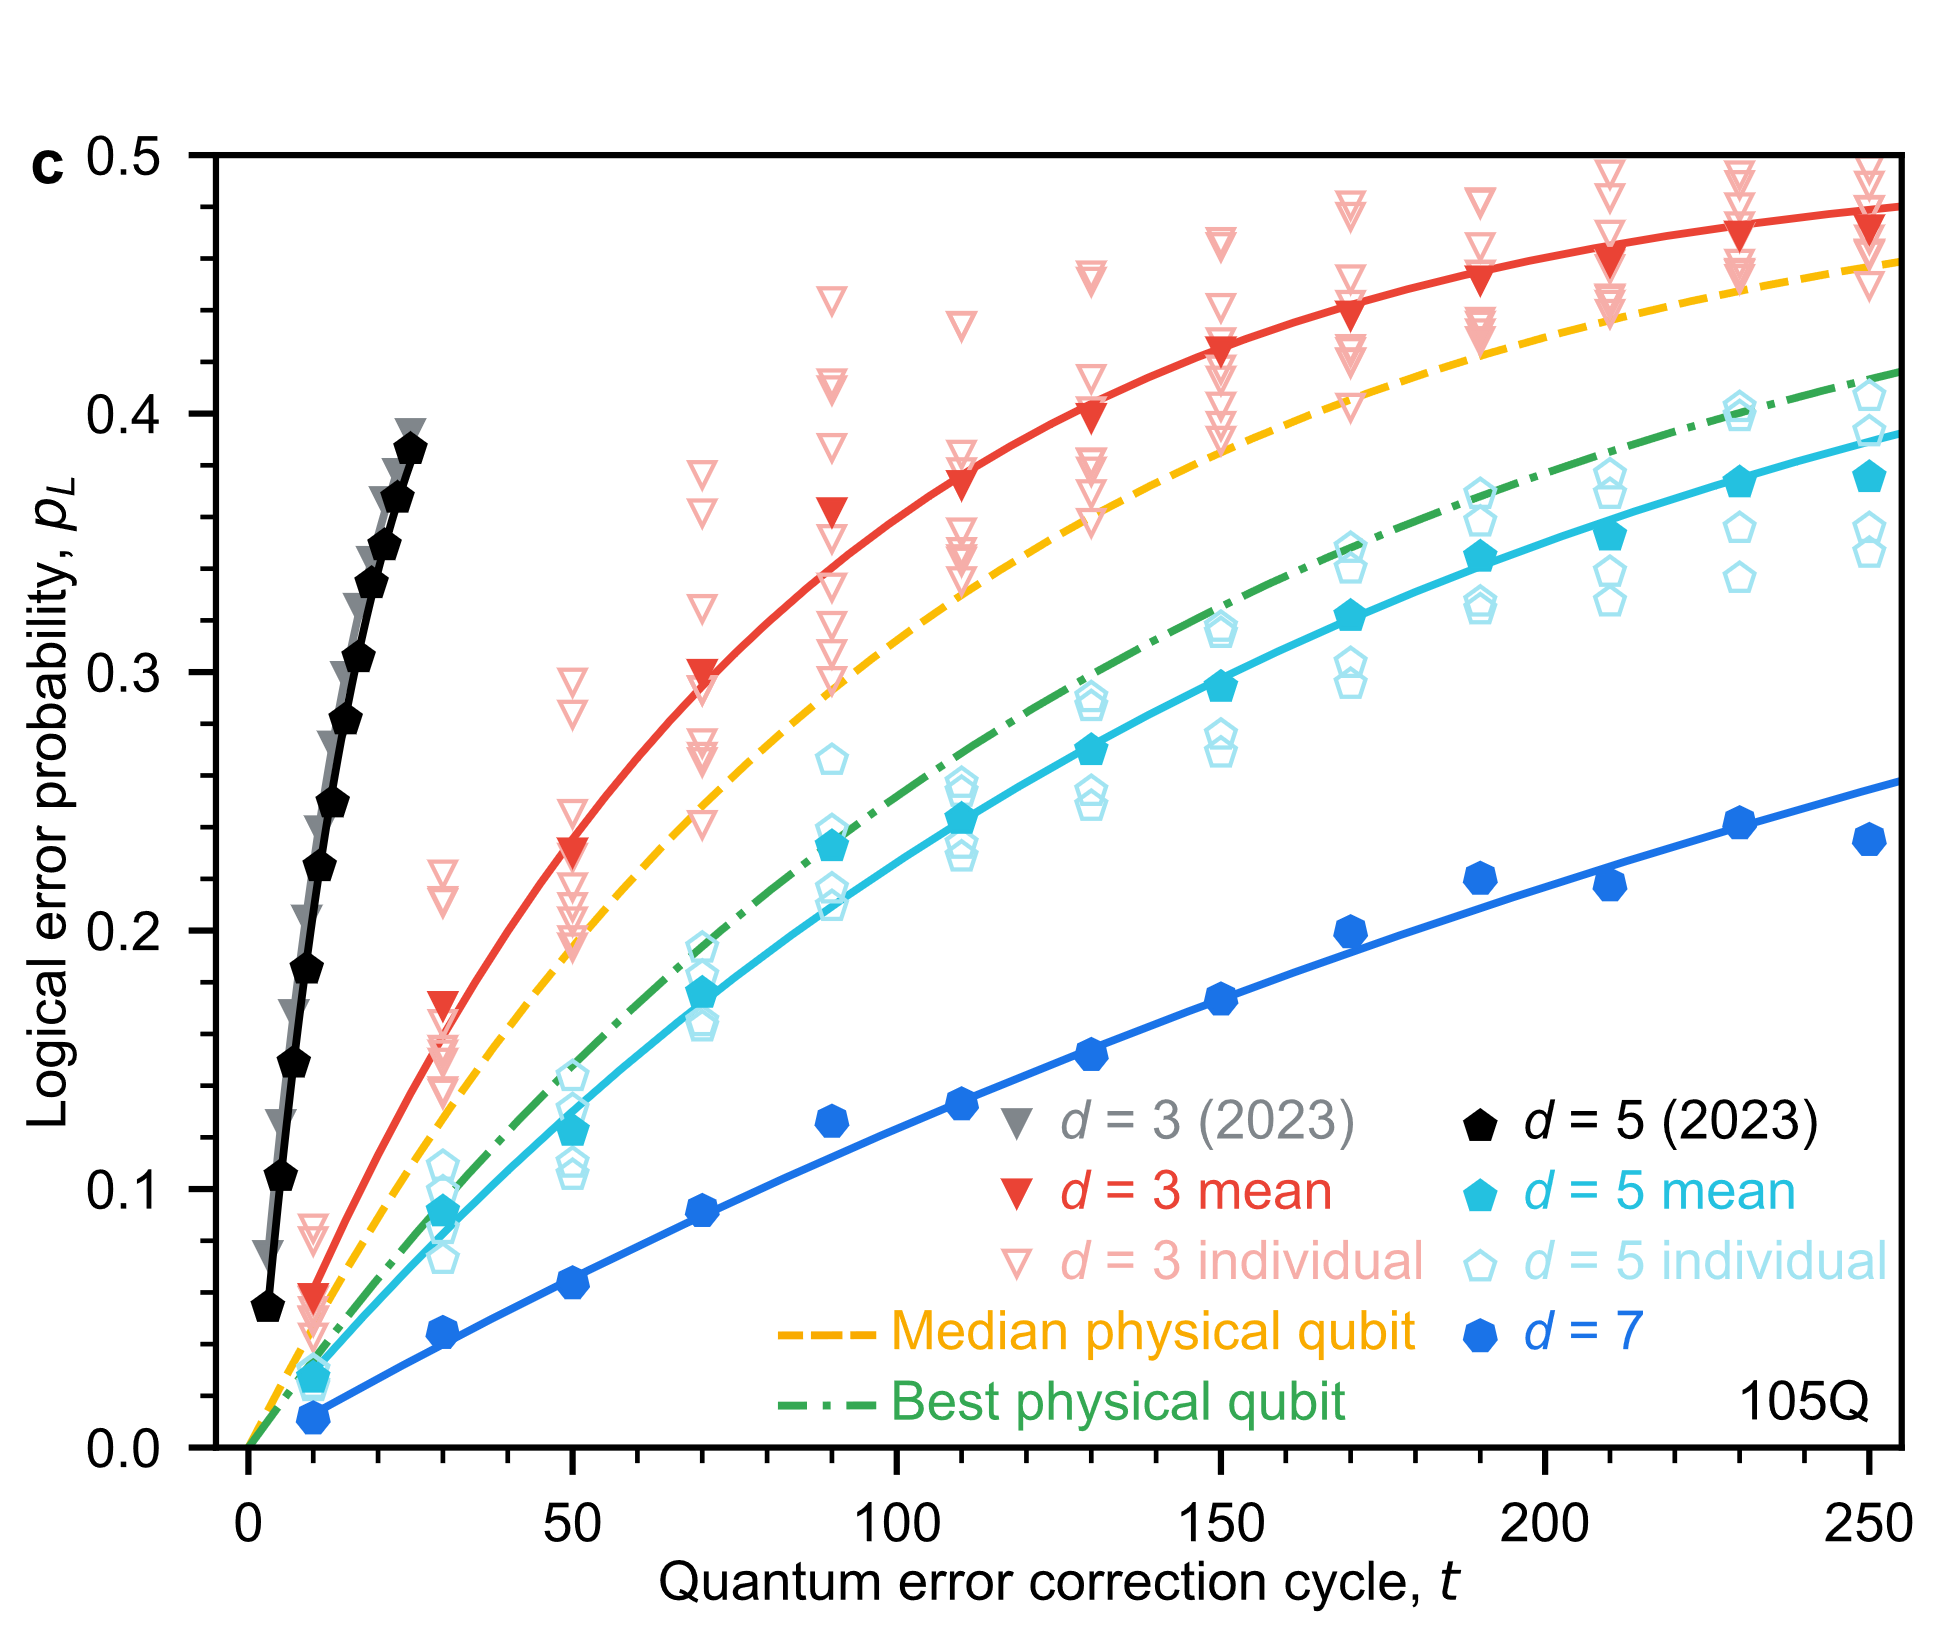 c
0.5
0.4
0.3
0.2
0.1
0.0
Logical error probability, pL
d = 3 (2023)
d = 5 (2023)
d = 3 mean
d = 5 mean
d = 3 individual
d = 5 individual
Median physical qubit
d = 7
Best physical qubit
105Q
0 50 100 150 200 250
Quantum error correction cycle, t